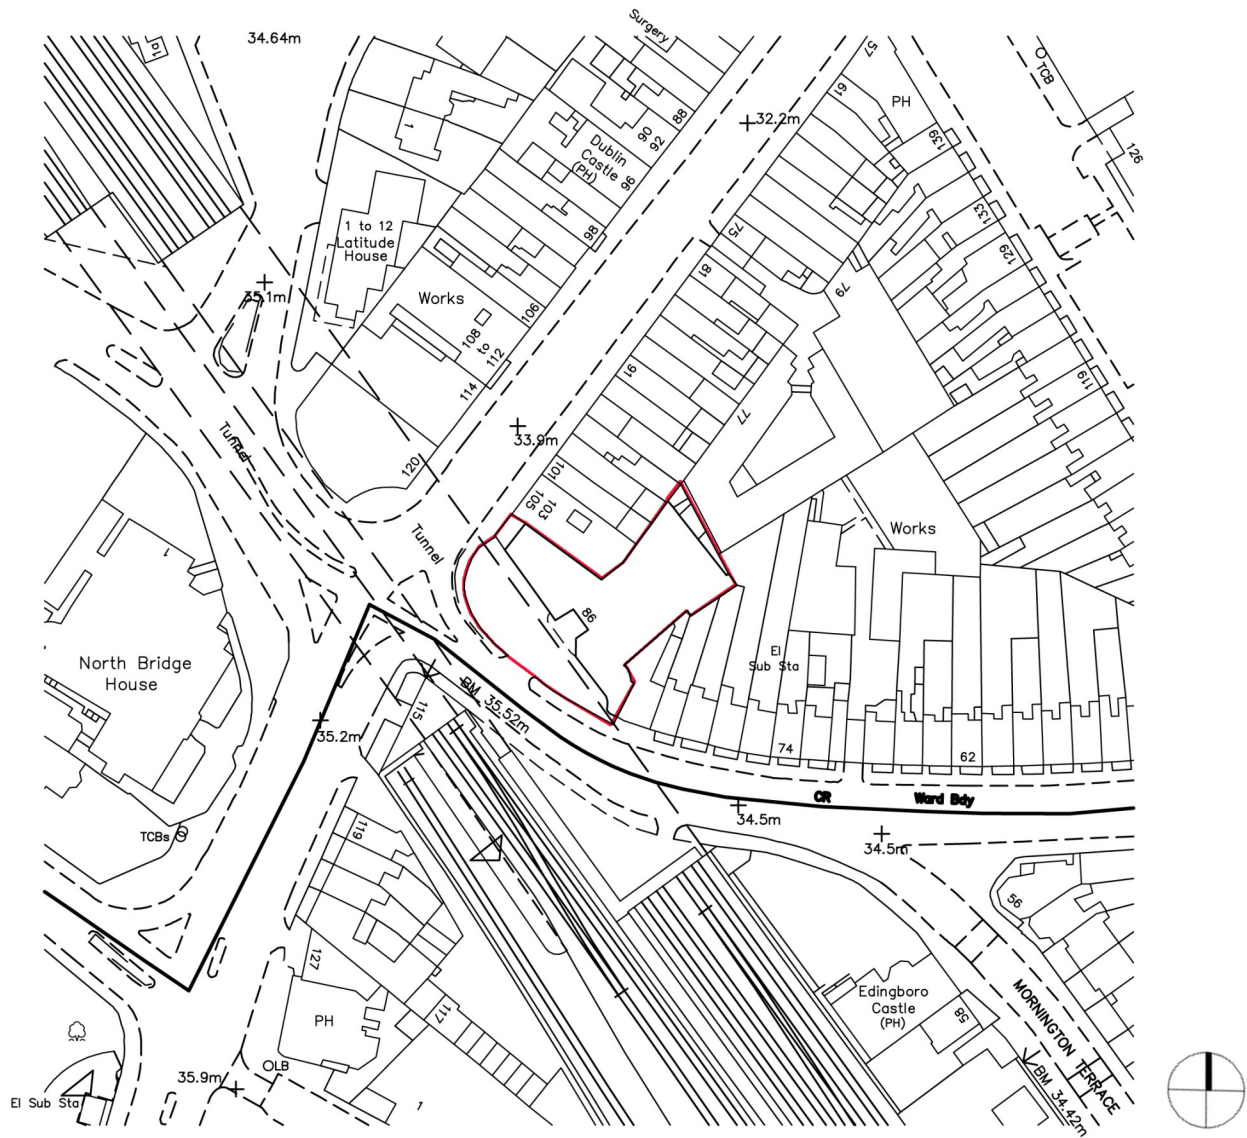 Surgery
34.64m
1a
57
TCB
PH
61
88
90
92
32.2m
139
126
1
Dublin
Castle
(PH)
96
98
133
75
129
1 to 12
Latitude
House
81
79
35.1m
Works
106
108
to
112
91
119
114
77
33.9m
Tunnel
120
101
105
103
Tunnel
Works
1
86
El
Sub Sta
North Bridge
House
BM 35.52m
115
35.2m
74
62
CR
Ward Bdy
34.5m
TCBs
119
34.5m
56
127
Edingboro
Castle
(PH)
58
MORNINGTON TERRACE
PH
117
LB
35.9m
El Sub Sta
1
BM 34.42m